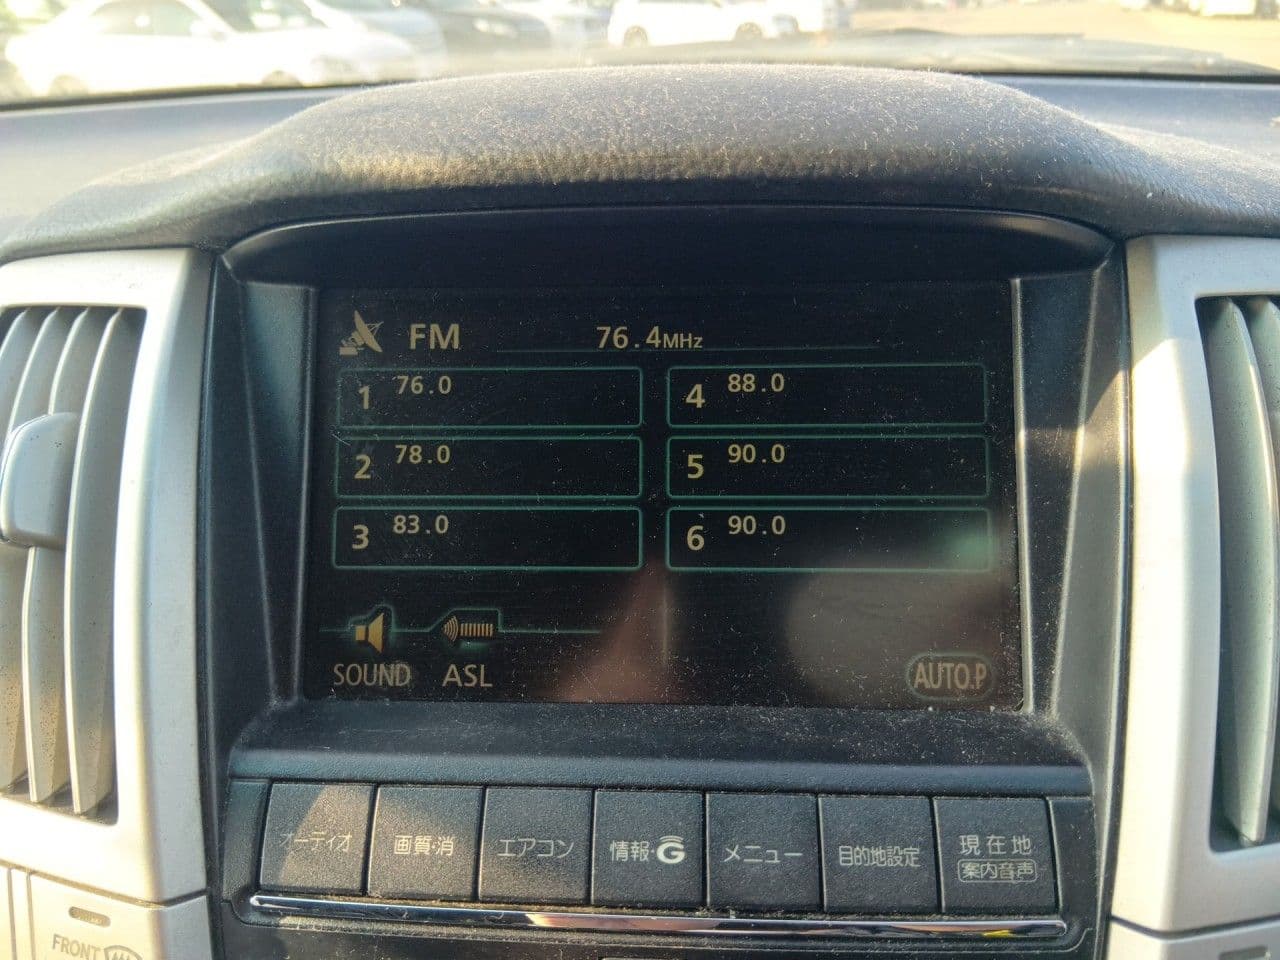 FM 76.4MHz
1 76.0
4 88.0
2 78.0
5 90.0
3 83.0
6 90.0
SOUND ASL AUTO.P
オーディオ 画質・消 エアコン 情報・G メニュー 目的地設定 現在地
案内音声
FRONT